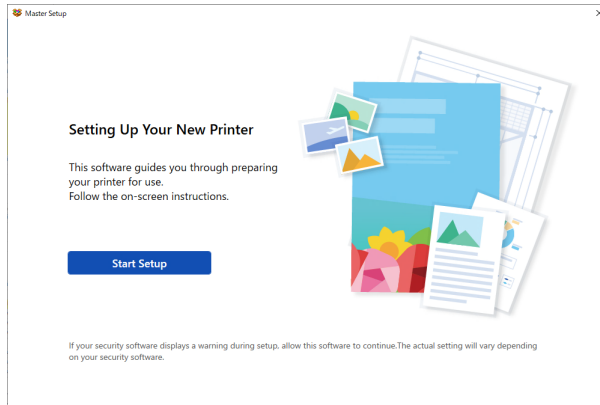 Master Setup
Setting Up Your New Printer
This software guides you through preparing
your printer for use.
Follow the on-screen instructions.
Start Setup
If your security software displays a warning during setup, allow this software to continue.The actual setting will vary depending
on your security software.